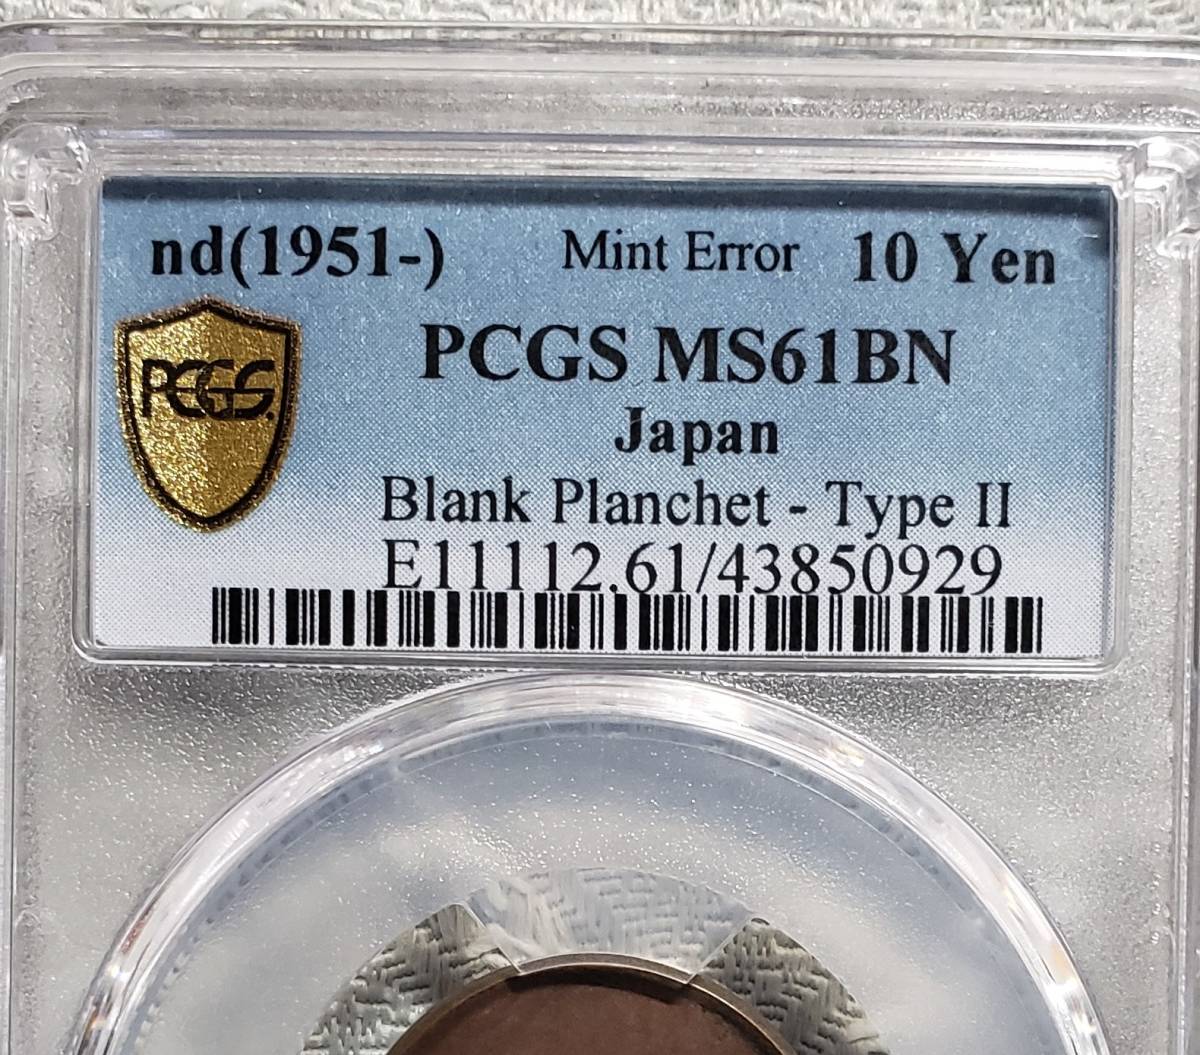 nd(1951-) Mint Error 10 Yen
PCGS MS61BN
PCGS
Japan
Blank Planchet - Type II
E11112.61/43850929